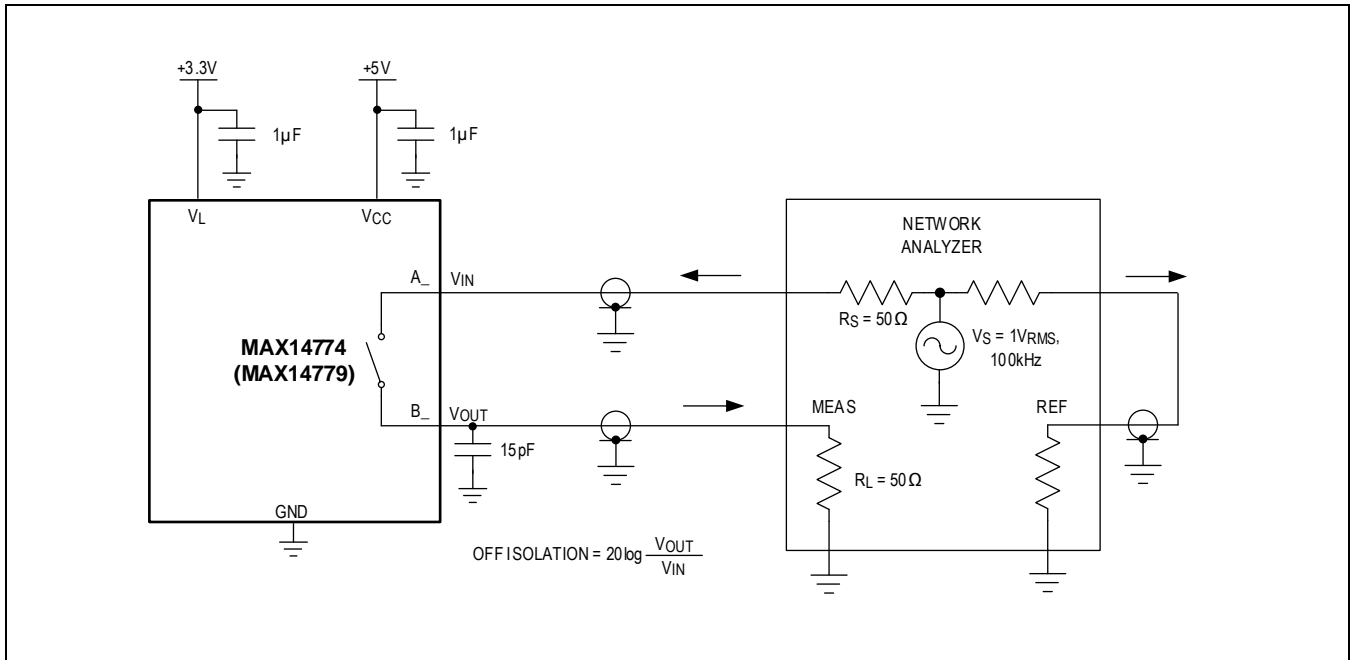 +3.3V
+5V
1µF
1µF
VL
VCC
NETWORK
ANALYZER
A_
VIN
RS = 50Ω
VS = 1VRMS,
100kHz
MAX14774
(MAX14779)
B_
VOUT
MEAS
REF
15pF
RL = 50Ω
GND
OFF ISOLATION = 20log VOUT
VIN